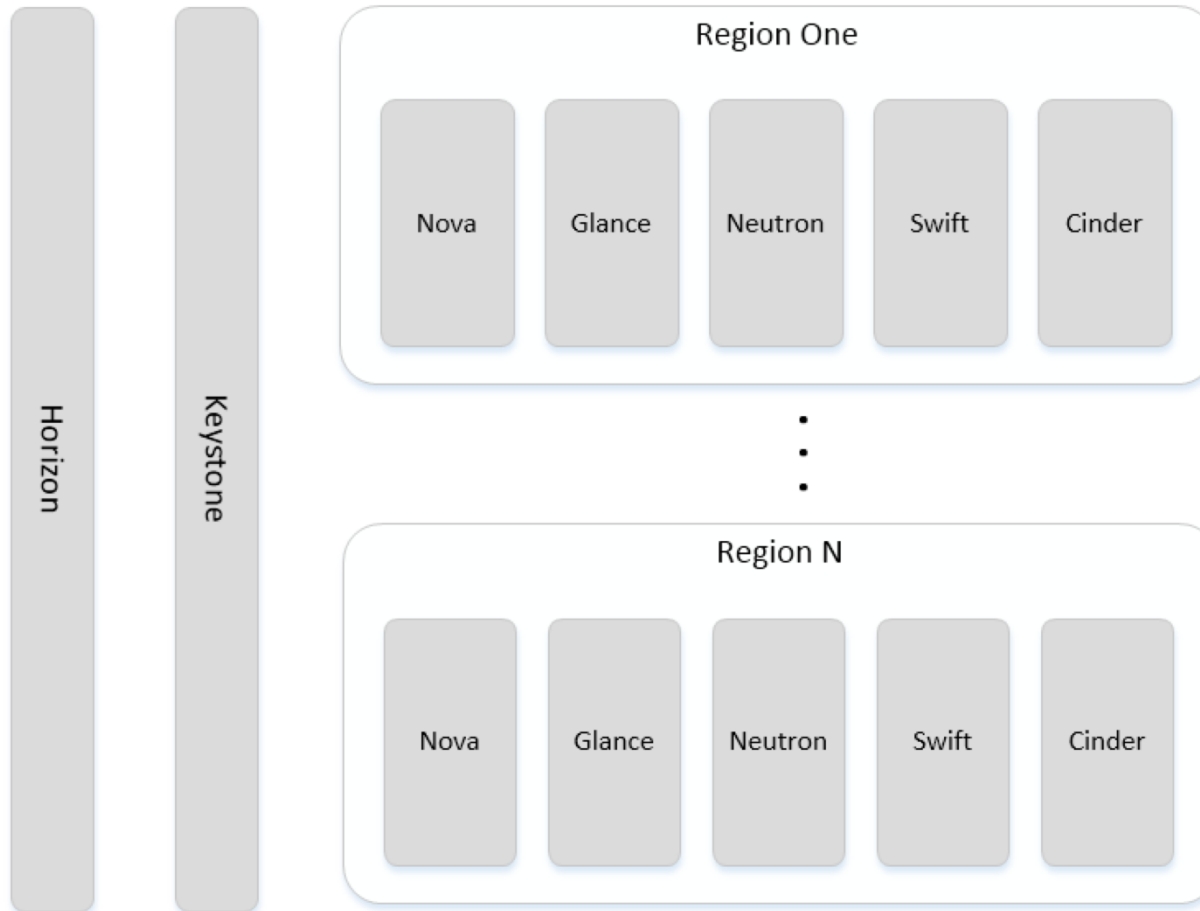 Horizon
Keystone
Region One
Nova
Glance
Neutron
Swift
Cinder
Region N
Nova
Glance
Neutron
Swift
Cinder